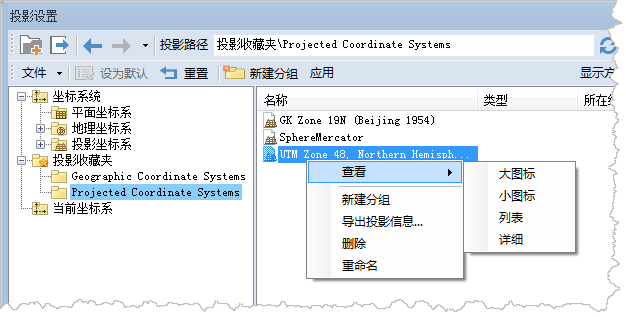 投影设置
投影路径 投影收藏夹\Projected Coordinate Systems
文件 设为默认 重置 新建分组 应用 显示方
坐标系统
平面坐标系
地理坐标系
投影坐标系
投影收藏夹
Geographic Coordinate Systems
Projected Coordinate Systems
当前坐标系
名称 类型 所在纟
GK Zone 19N (Beijing 1954)
SphereMercator
UTM Zone 48, Northern Hemisph...
查看
新建分组
导出投影信息...
删除
重命名
大图标
小图标
列表
详细